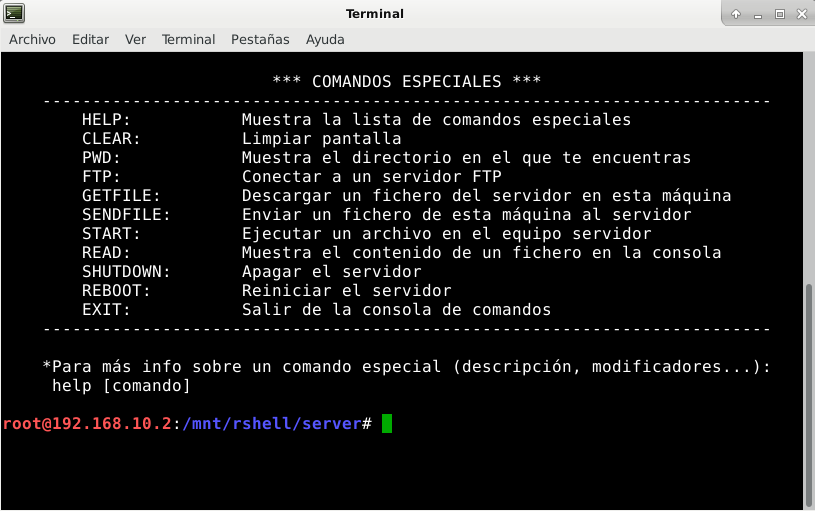 Terminal
Archivo Editar Ver Terminal Pestañas Ayuda
*** COMANDOS ESPECIALES ***
-------------------------------------------------------------------------
HELP: Muestra la lista de comandos especiales
CLEAR: Limpiar pantalla
PWD: Muestra el directorio en el que te encuentras
FTP: Conectar a un servidor FTP
GETFILE: Descargar un fichero del servidor en esta máquina
SENDFILE: Enviar un fichero de esta máquina al servidor
START: Ejecutar un archivo en el equipo servidor
READ: Muestra el contenido de un fichero en la consola
SHUTDOWN: Apagar el servidor
REBOOT: Reiniciar el servidor
EXIT: Salir de la consola de comandos
-------------------------------------------------------------------------
*Para más info sobre un comando especial (descripción, modificadores...):
help [comando]
root@192.168.10.2:/mnt/rshell/server#